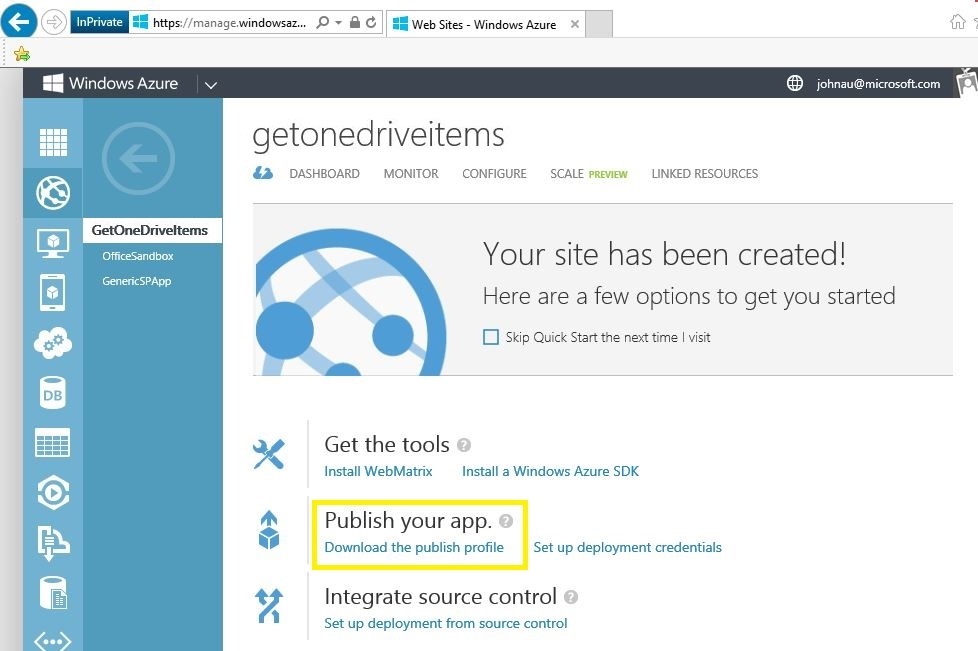 InPrivate
https://manage.windowsaz...
Web Sites - Windows Azure
Windows Azure
johnau@microsoft.com
getonedriveitems
DASHBOARD MONITOR CONFIGURE SCALE PREVIEW LINKED RESOURCES
GetOneDriveItems
OfficeSandbox
GenericSPApp
Your site has been created!
Here are a few options to get you started
Skip Quick Start the next time I visit
DB
Get the tools ?
Install WebMatrix Install a Windows Azure SDK
Publish your app. ?
Download the publish profile Set up deployment credentials
Integrate source control ?
Set up deployment from source control